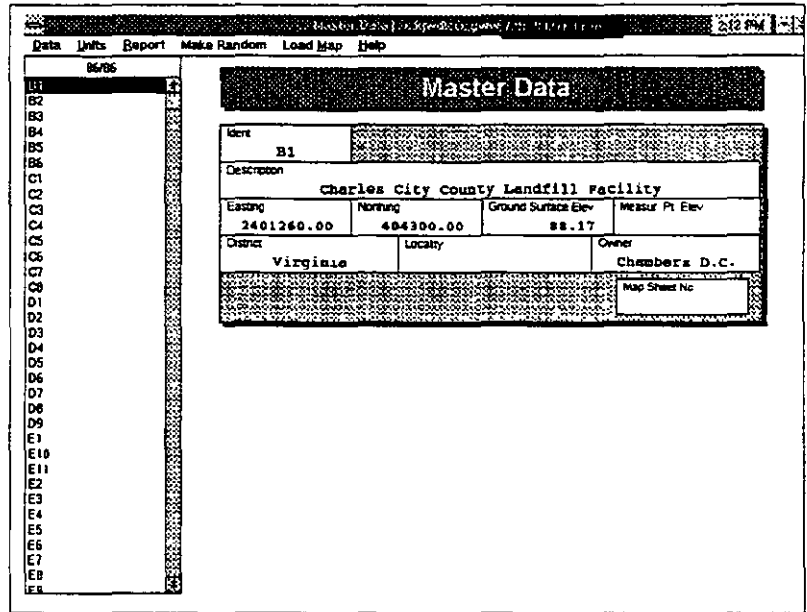 2:12 PM
Data Units Report Make Random Load Map Help
86/86
B1
B2
B3
B4
B5
B6
C1
C2
C3
C4
C5
C6
C7
C8
D1
D2
D3
D4
D5
D6
D7
D8
D9
E1
E10
E11
E2
E3
E4
E5
E6
E7
E8
E9
Master Data
Ident
B1
Description
Charles City County Landfill Facility
Easting Northing Ground Surface Elev Measur Pt Elev
2401260.00 404300.00 88.17
District Locality Owner
Virginia Chambers D.C.
Map Sheet No